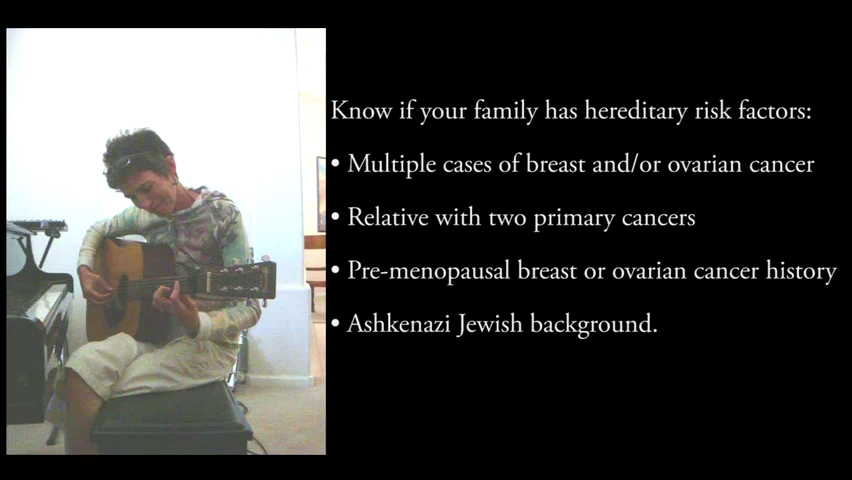 Know if your family has hereditary risk factors:
• Multiple cases of breast and/or ovarian cancer
• Relative with two primary cancers
• Pre-menopausal breast or ovarian cancer history
• Ashkenazi Jewish background.